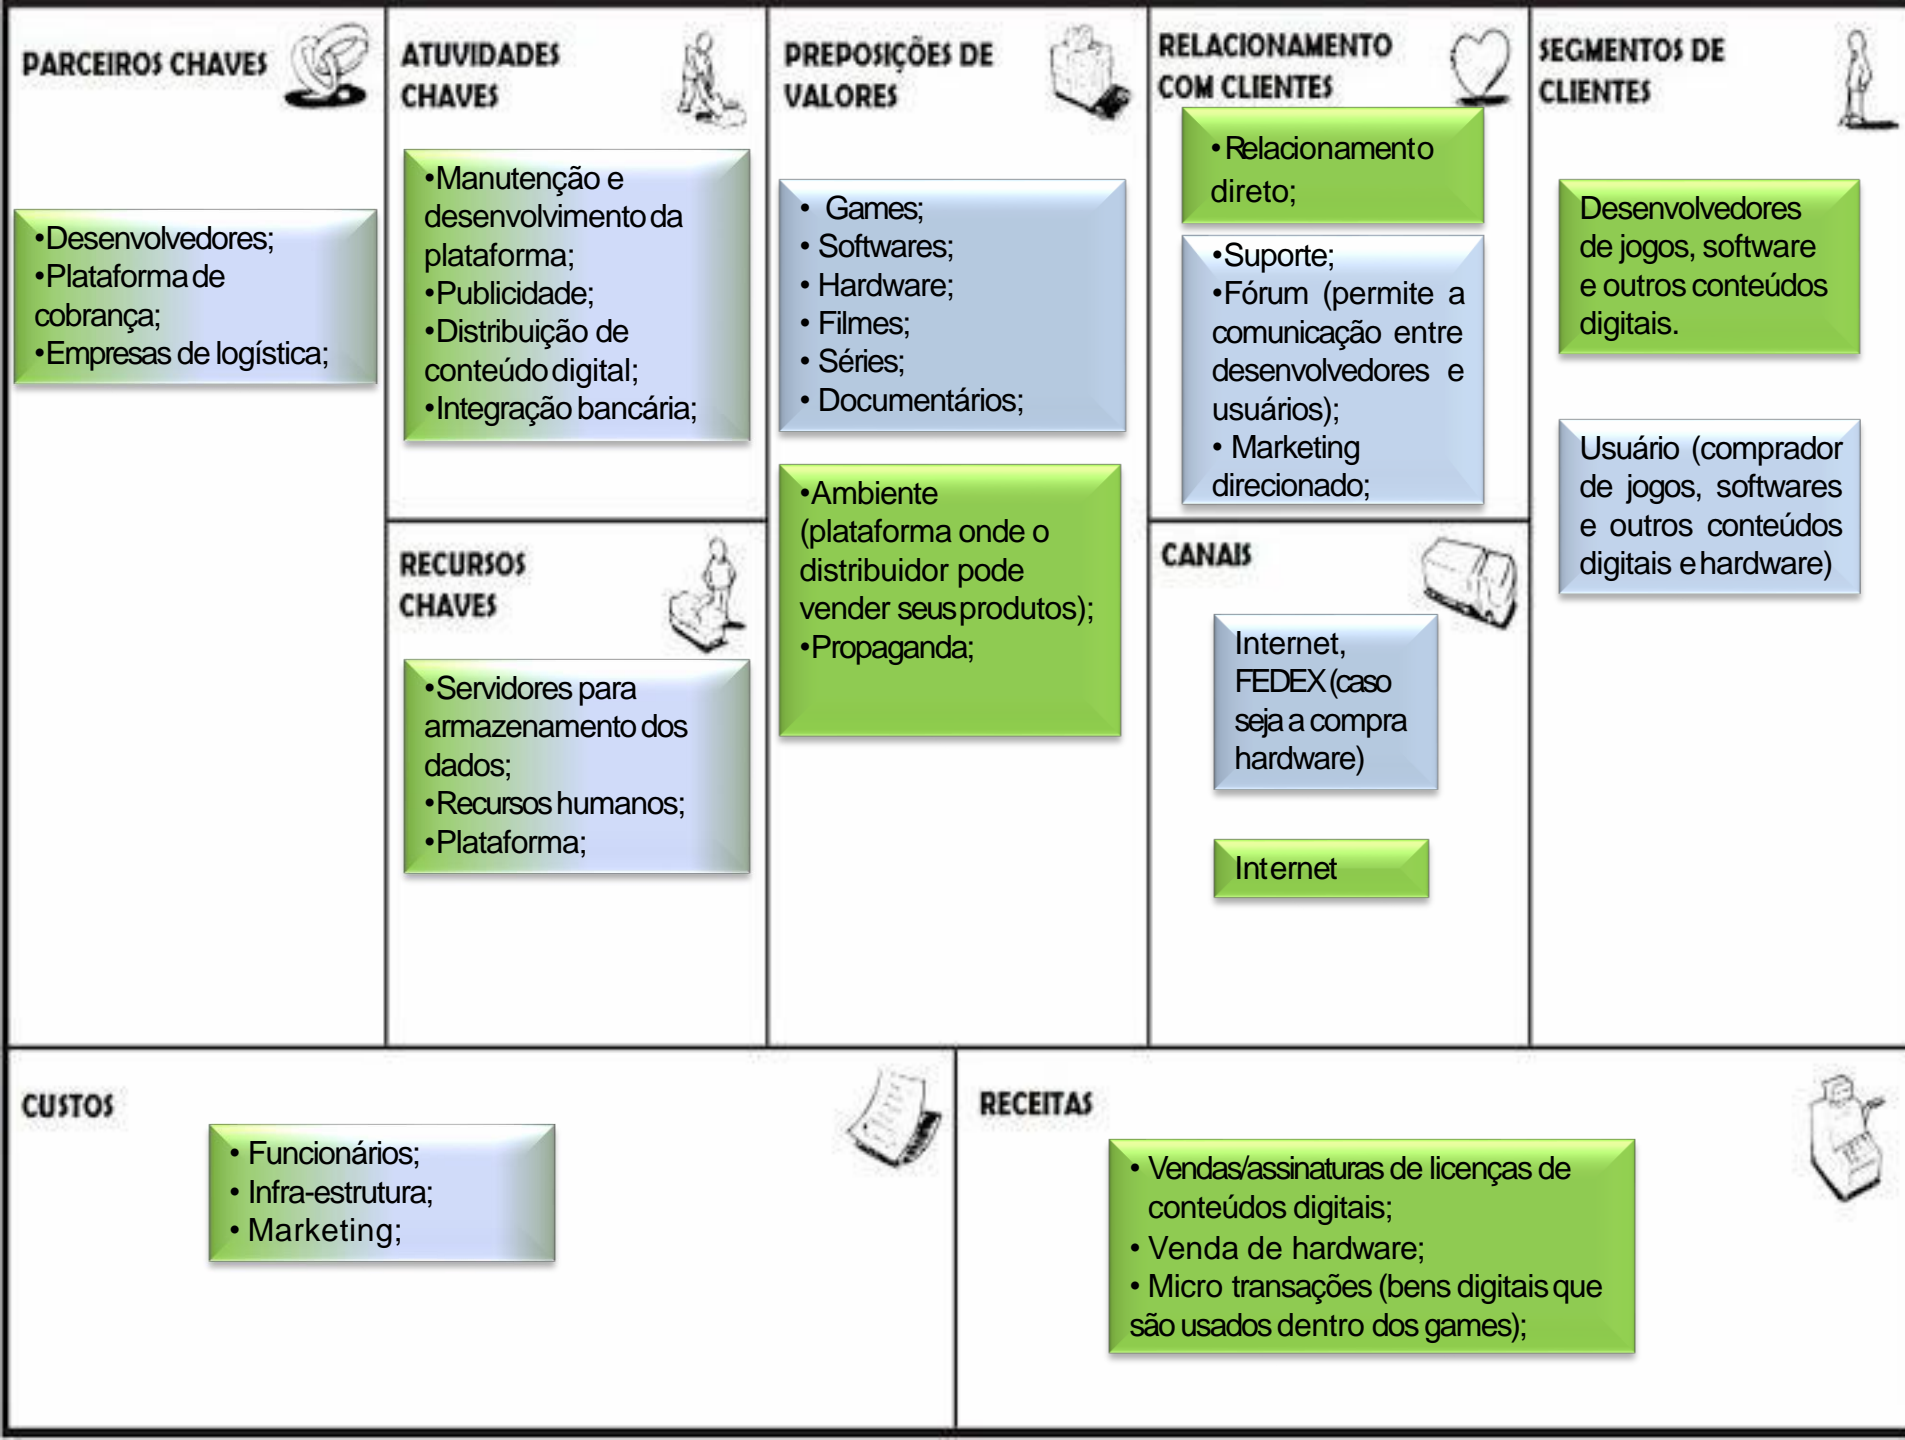 PARCEIROS CHAVES
•Desenvolvedores;
•Plataforma de
cobrança;
•Empresas de logística;
ATUVIDADES
CHAVES
•Manutenção e
desenvolvimento da
plataforma;
•Publicidade;
•Distribuição de
conteúdo digital;
•Integração bancária;
RECURSOS
CHAVES
•Servidores para
armazenamento dos
dados;
•Recursos humanos;
•Plataforma;
PREPOSIÇÕES DE
VALORES
• Games;
• Softwares;
• Hardware;
• Filmes;
• Séries;
• Documentários;
•Ambiente
(plataforma onde o
distribuidor pode
vender seus produtos);
•Propaganda;
RELACIONAMENTO
COM CLIENTES
•Relacionamento
direto;
•Suporte;
•Fórum (permite a
comunicação entre
desenvolvedores e
usuários);
• Marketing
direcionado;
CANAIS
Internet,
FEDEX (caso
seja a compra
hardware)
Internet
SEGMENTOS DE
CLIENTES
Desenvolvedores
de jogos, software
e outros conteúdos
digitais.
Usuário (comprador
de jogos, softwares
e outros conteúdos
digitais e hardware)
CUSTOS
• Funcionários;
• Infra-estrutura;
• Marketing;
RECEITAS
• Vendas/assinaturas de licenças de
conteúdos digitais;
• Venda de hardware;
• Micro transações (bens digitais que
são usados dentro dos games);